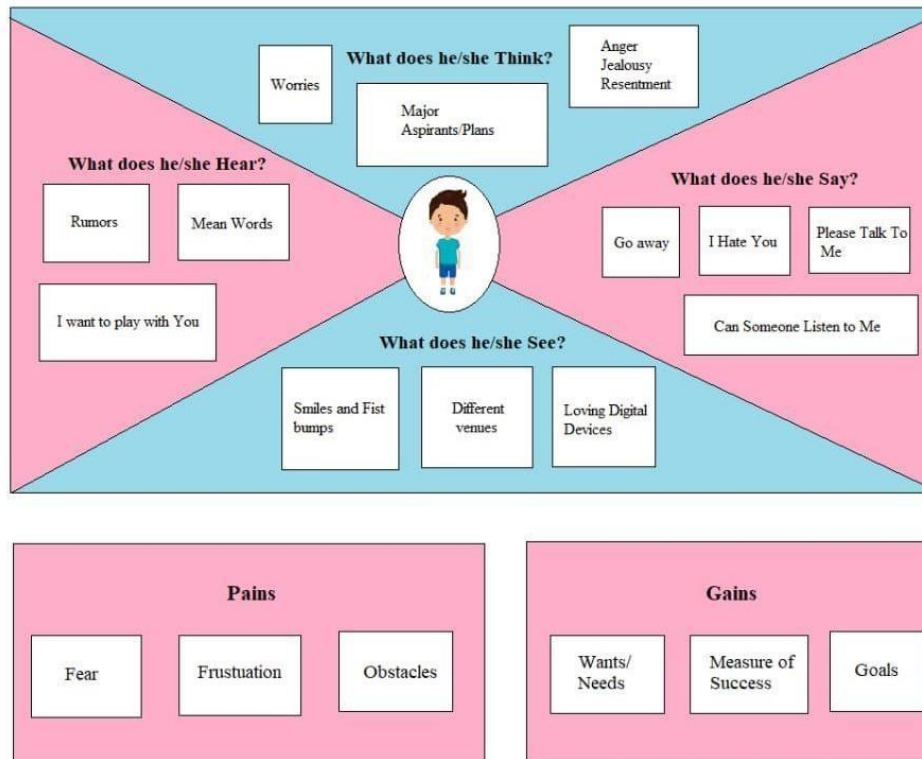 What does he/she Think?
Worries
Major
Aspirants/Plans
Anger
Jealousy
Resentment
What does he/she Hear?
Rumors
Mean Words
I want to play with You
What does he/she Say?
Go away
I Hate You
Please Talk To
Me
Can Someone Listen to Me
What does he/she See?
Smiles and Fist
bumps
Different
venues
Loving Digital
Devices
Pains
Fear
Frustuation
Obstacles
Gains
Wants/
Needs
Measure of
Success
Goals